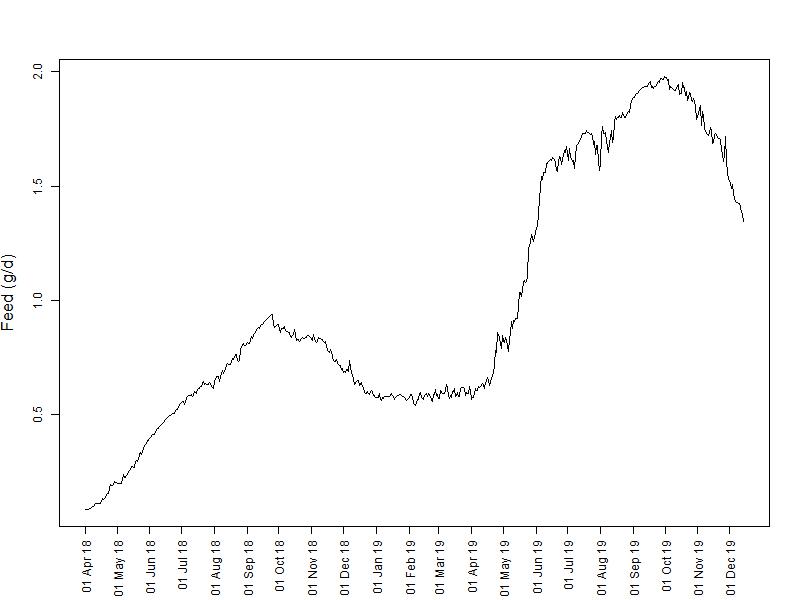 Feed (g/d)
2.0
1.5
1.0
0.5
01 Apr 18
01 May 18
01 Jun 18
01 Jul 18
01 Aug 18
01 Sep 18
01 Oct 18
01 Nov 18
01 Dec 18
01 Jan 19
01 Feb 19
01 Mar 19
01 Apr 19
01 May 19
01 Jun 19
01 Jul 19
01 Aug 19
01 Sep 19
01 Oct 19
01 Nov 19
01 Dec 19